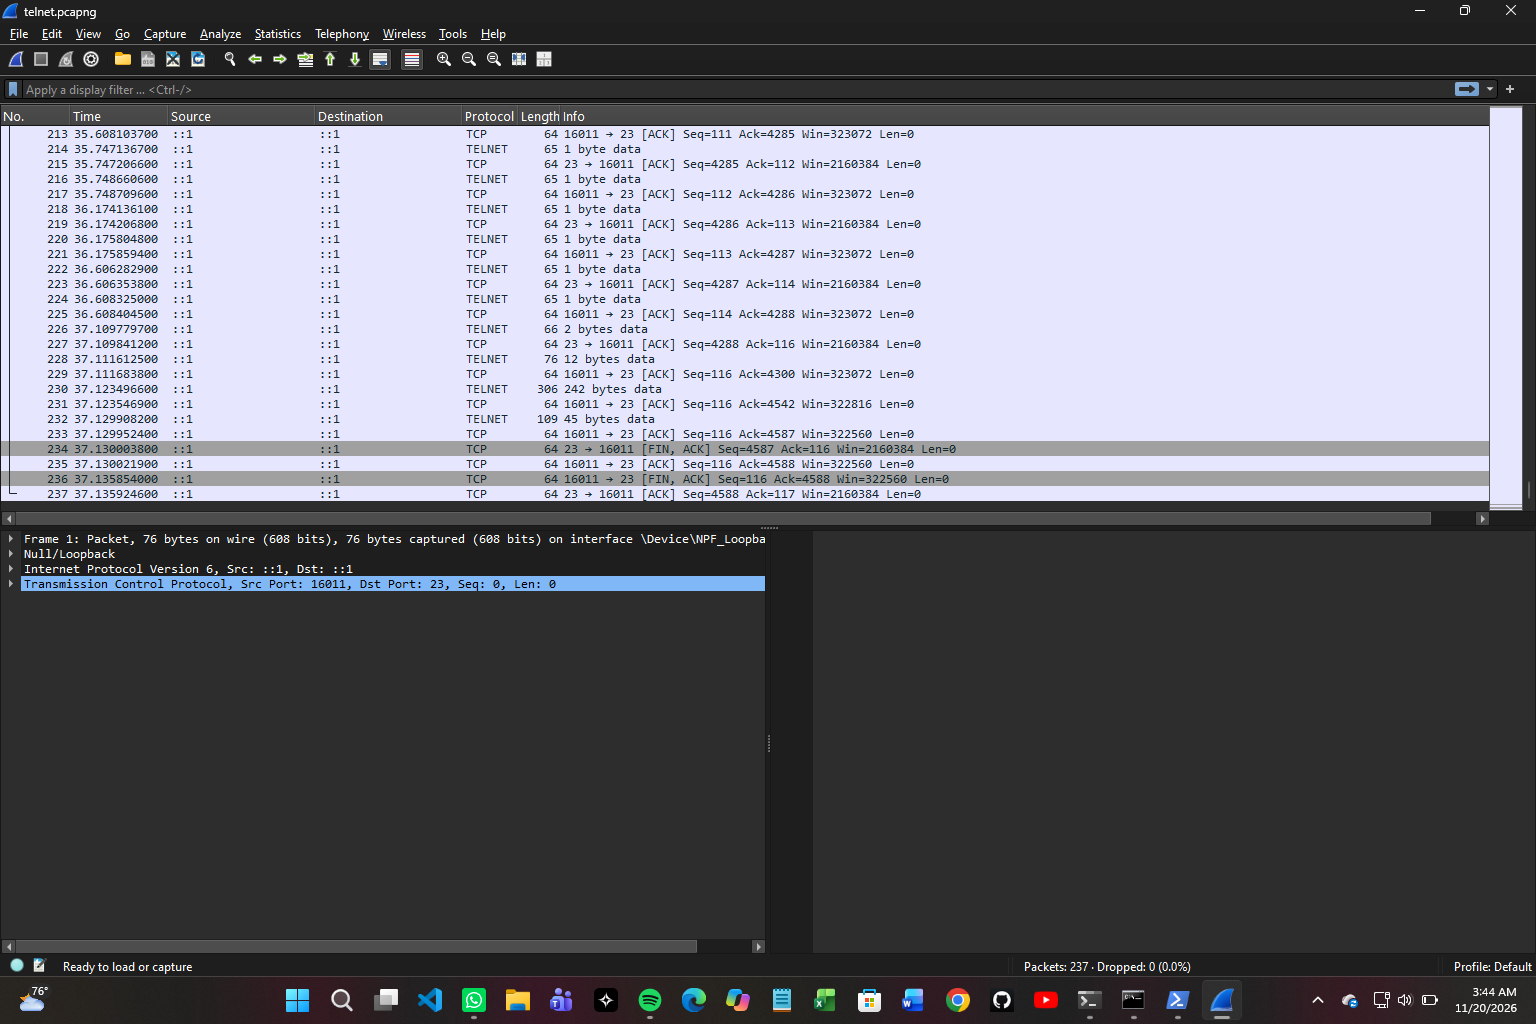 telnet.pcapng
File Edit View Go Capture Analyze Statistics Telephony Wireless Tools Help
Apply a display filter ... <Ctrl-/>
No. Time Source Destination Protocol Length Info
213 35.608103700 ::1 ::1 TCP 64 16011 → 23 [ACK] Seq=111 Ack=4285 Win=323072 Len=0
214 35.747136700 ::1 ::1 TELNET 65 1 byte data
215 35.747206600 ::1 ::1 TCP 64 23 → 16011 [ACK] Seq=4285 Ack=112 Win=2160384 Len=0
216 35.748660600 ::1 ::1 TELNET 65 1 byte data
217 35.748709600 ::1 ::1 TCP 64 16011 → 23 [ACK] Seq=112 Ack=4286 Win=323072 Len=0
218 36.174136100 ::1 ::1 TELNET 65 1 byte data
219 36.174206800 ::1 ::1 TCP 64 23 → 16011 [ACK] Seq=4286 Ack=113 Win=2160384 Len=0
220 36.175804800 ::1 ::1 TELNET 65 1 byte data
221 36.175859400 ::1 ::1 TCP 64 16011 → 23 [ACK] Seq=113 Ack=4287 Win=323072 Len=0
222 36.606282900 ::1 ::1 TELNET 65 1 byte data
223 36.606353800 ::1 ::1 TCP 64 23 → 16011 [ACK] Seq=4287 Ack=114 Win=2160384 Len=0
224 36.608325000 ::1 ::1 TELNET 65 1 byte data
225 36.608404500 ::1 ::1 TCP 64 16011 → 23 [ACK] Seq=114 Ack=4288 Win=323072 Len=0
226 37.109779700 ::1 ::1 TELNET 66 2 bytes data
227 37.109841200 ::1 ::1 TCP 64 23 → 16011 [ACK] Seq=4288 Ack=116 Win=2160384 Len=0
228 37.111612500 ::1 ::1 TELNET 76 12 bytes data
229 37.111683800 ::1 ::1 TCP 64 16011 → 23 [ACK] Seq=116 Ack=4300 Win=323072 Len=0
230 37.123496600 ::1 ::1 TELNET 306 242 bytes data
231 37.123546900 ::1 ::1 TCP 64 16011 → 23 [ACK] Seq=116 Ack=4542 Win=322816 Len=0
232 37.129908200 ::1 ::1 TELNET 109 45 bytes data
233 37.129952400 ::1 ::1 TCP 64 16011 → 23 [ACK] Seq=116 Ack=4587 Win=322560 Len=0
234 37.130003800 ::1 ::1 TCP 64 23 → 16011 [FIN, ACK] Seq=4587 Ack=116 Win=2160384 Len=0
235 37.130021900 ::1 ::1 TCP 64 16011 → 23 [ACK] Seq=116 Ack=4588 Win=322560 Len=0
236 37.135854000 ::1 ::1 TCP 64 16011 → 23 [FIN, ACK] Seq=116 Ack=4588 Win=322560 Len=0
237 37.135924600 ::1 ::1 TCP 64 23 → 16011 [ACK] Seq=4588 Ack=117 Win=2160384 Len=0
Frame 1: Packet, 76 bytes on wire (608 bits), 76 bytes captured (608 bits) on interface \Device\NPF_Loopba
Null/Loopback
Internet Protocol Version 6, Src: ::1, Dst: ::1
Transmission Control Protocol, Src Port: 16011, Dst Port: 23, Seq: 0, Len: 0
Ready to load or capture
Packets: 237 · Dropped: 0 (0.0%)
Profile: Default
76°
3:44 AM
11/20/2026